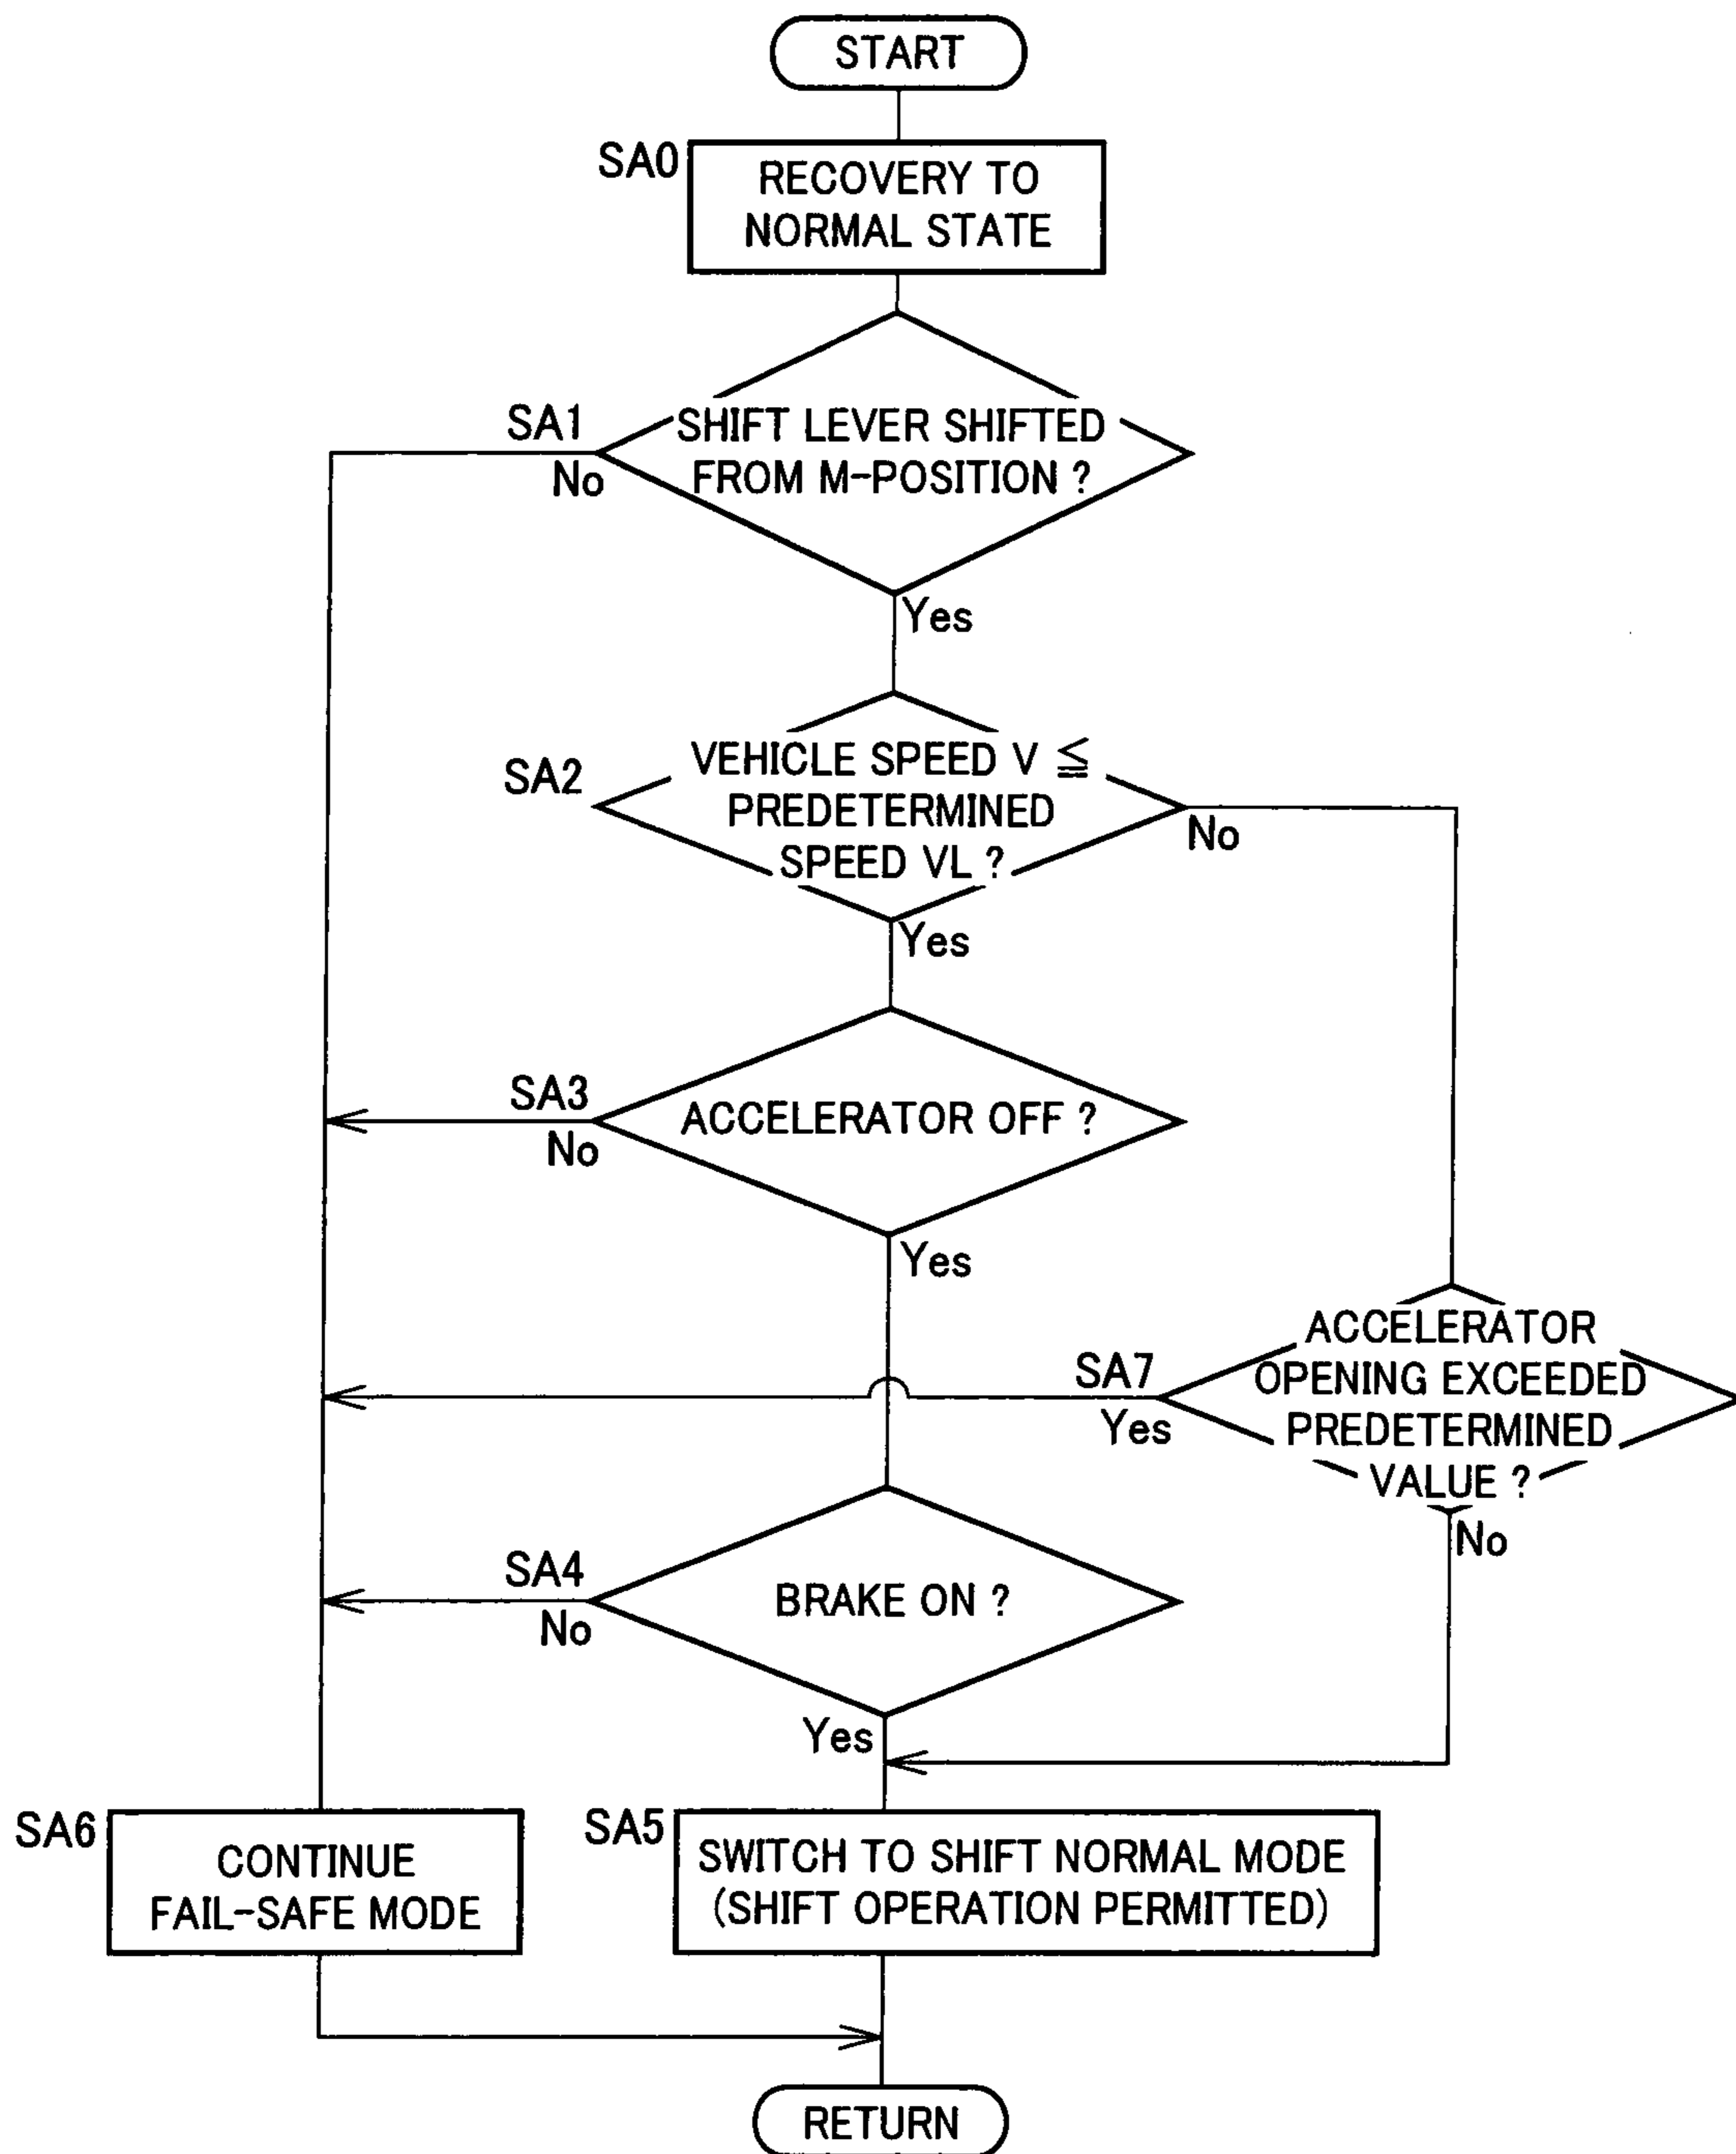 START
SA0
RECOVERY TO
NORMAL STATE
SA1
SHIFT LEVER SHIFTED
FROM M-POSITION ?
No
Yes
SA2
VEHICLE SPEED V ≦
PREDETERMINED
SPEED VL ?
No
Yes
SA3
ACCELERATOR OFF ?
No
Yes
SA7
ACCELERATOR
OPENING EXCEEDED
PREDETERMINED
VALUE ?
Yes
No
SA4
BRAKE ON ?
No
Yes
SA6
CONTINUE
FAIL-SAFE MODE
SA5
SWITCH TO SHIFT NORMAL MODE
(SHIFT OPERATION PERMITTED)
RETURN